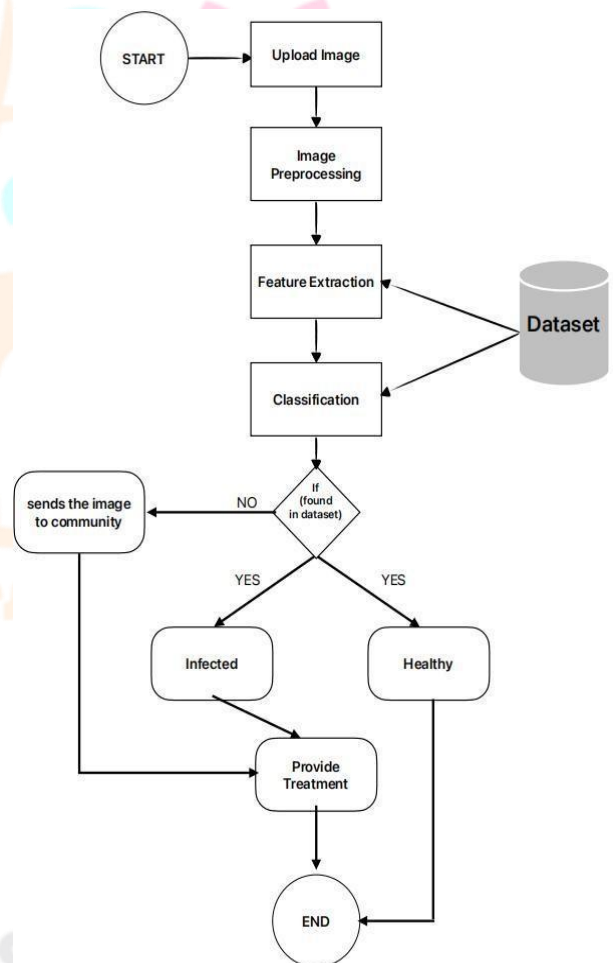 START
Upload Image
Image
Preprocessing
Feature Extraction
Dataset
Classification
If
(found
in dataset)
NO
sends the image
to community
YES
YES
Infected
Healthy
Provide
Treatment
END